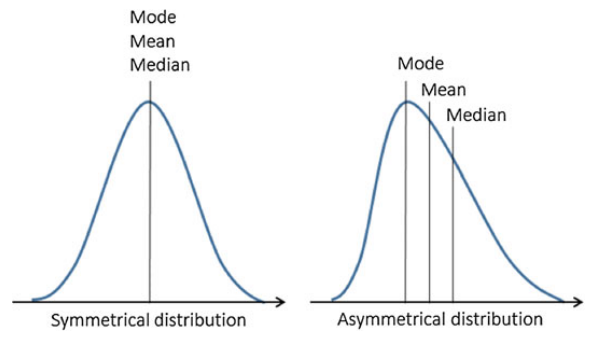 Mode
Mean
Median
Mode
Mean
Median
Symmetrical distribution
Asymmetrical distribution